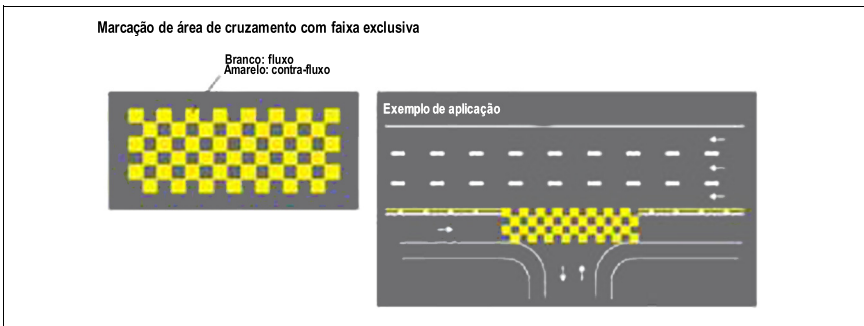 Marcação de área de cruzamento com faixa exclusiva
Branco: fluxo
Amarelo: contra-fluxo
Exemplo de aplicação